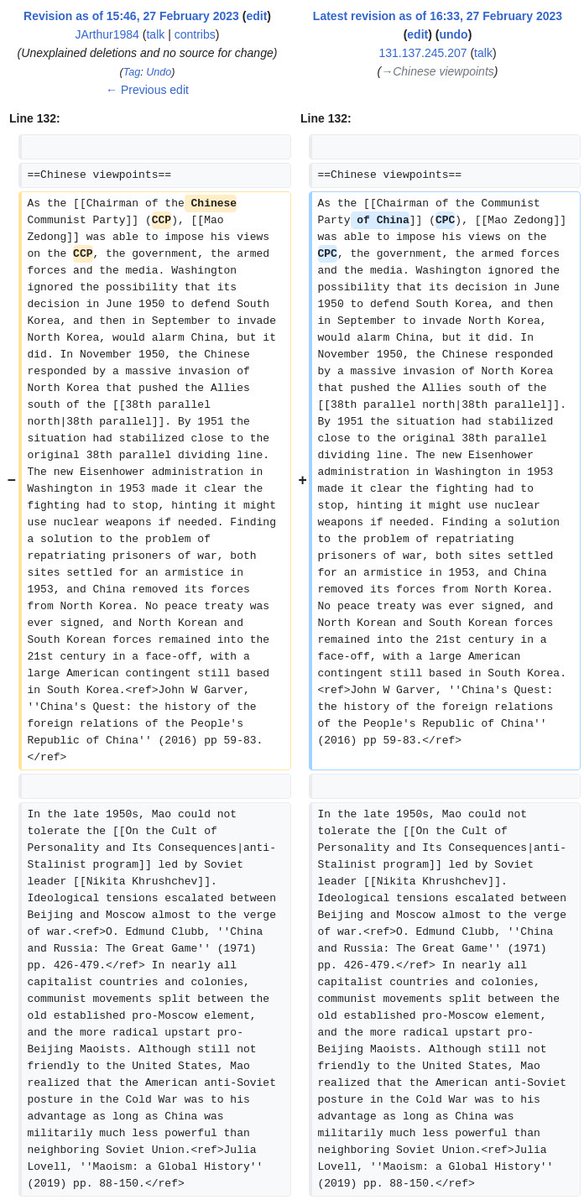 Revision as of 15:46, 27 February 2023 (edit)
JArthur1984 (talk | contribs)
(Unexplained deletions and no source for change)
(Tag: Undo)
← Previous edit
Latest revision as of 16:33, 27 February 2023
(edit) (undo)
131.137.245.207 (talk)
(→Chinese viewpoints)
Line 132:
Line 132:
==Chinese viewpoints==
==Chinese viewpoints==
−
As the [[Chairman of the Chinese
Communist Party]] (CCP), [[Mao
Zedong]] was able to impose his views
on the CCP, the government, the armed
forces and the media. Washington
ignored the possibility that its
decision in June 1950 to defend South
Korea, and then in September to invade
North Korea, would alarm China, but it
did. In November 1950, the Chinese
responded by a massive invasion of
North Korea that pushed the Allies
south of the [[38th parallel
north|38th parallel]]. By 1951 the
situation had stabilized close to the
original 38th parallel dividing line.
The new Eisenhower administration in
Washington in 1953 made it clear the
fighting had to stop, hinting it might
use nuclear weapons if needed. Finding
a solution to the problem of
repatriating prisoners of war, both
sites settled for an armistice in
1953, and China removed its forces
from North Korea. No peace treaty was
ever signed, and North Korean and
South Korean forces remained into the
21st century in a face-off, with a
large American contingent still based
in South Korea.<ref>John W Garver,
''China's Quest: the history of the
foreign relations of the People's
Republic of China'' (2016) pp 59-83.
</ref>
+
As the [[Chairman of the Communist
Party of China]] (CPC), [[Mao Zedong]]
was able to impose his views on the
CPC, the government, the armed forces
and the media. Washington ignored the
possibility that its decision in June
1950 to defend South Korea, and then
in September to invade North Korea,
would alarm China, but it did. In
November 1950, the Chinese responded
by a massive invasion of North Korea
that pushed the Allies south of the
[[38th parallel north|38th parallel]].
By 1951 the situation had stabilized
close to the original 38th parallel
dividing line. The new Eisenhower
administration in Washington in 1953
made it clear the fighting had to
stop, hinting it might use nuclear
weapons if needed. Finding a solution
to the problem of repatriating
prisoners of war, both sites settled
for an armistice in 1953, and China
removed its forces from North Korea.
No peace treaty was ever signed, and
North Korean and South Korean forces
remained into the 21st century in a
face-off, with a large American
contingent still based in South Korea.
<ref>John W Garver, ''China's Quest:
the history of the foreign relations
of the People's Republic of China''
(2016) pp 59-83.</ref>
In the late 1950s, Mao could not
tolerate the [[On the Cult of
Personality and Its Consequences|anti-
Stalinist program]] led by Soviet
leader [[Nikita Khrushchev]].
Ideological tensions escalated between
Beijing and Moscow almost to the verge
of war.<ref>O. Edmund Clubb, ''China
and Russia: The Great Game'' (1971)
pp. 426-479.</ref> In nearly all
capitalist countries and colonies,
communist movements split between the
old established pro-Moscow element,
and the more radical upstart pro-
Beijing Maoists. Although still not
friendly to the United States, Mao
realized that the American anti-Soviet
posture in the Cold War was to his
advantage as long as China was
militarily much less powerful than
neighboring Soviet Union.<ref>Julia
Lovell, ''Maoism: a Global History''
(2019) pp. 88-150.</ref>
In the late 1950s, Mao could not
tolerate the [[On the Cult of
Personality and Its Consequences|anti-
Stalinist program]] led by Soviet
leader [[Nikita Khrushchev]].
Ideological tensions escalated between
Beijing and Moscow almost to the verge
of war.<ref>O. Edmund Clubb, ''China
and Russia: The Great Game'' (1971)
pp. 426-479.</ref> In nearly all
capitalist countries and colonies,
communist movements split between the
old established pro-Moscow element,
and the more radical upstart pro-
Beijing Maoists. Although still not
friendly to the United States, Mao
realized that the American anti-Soviet
posture in the Cold War was to his
advantage as long as China was
militarily much less powerful than
neighboring Soviet Union.<ref>Julia
Lovell, ''Maoism: a Global History''
(2019) pp. 88-150.</ref>